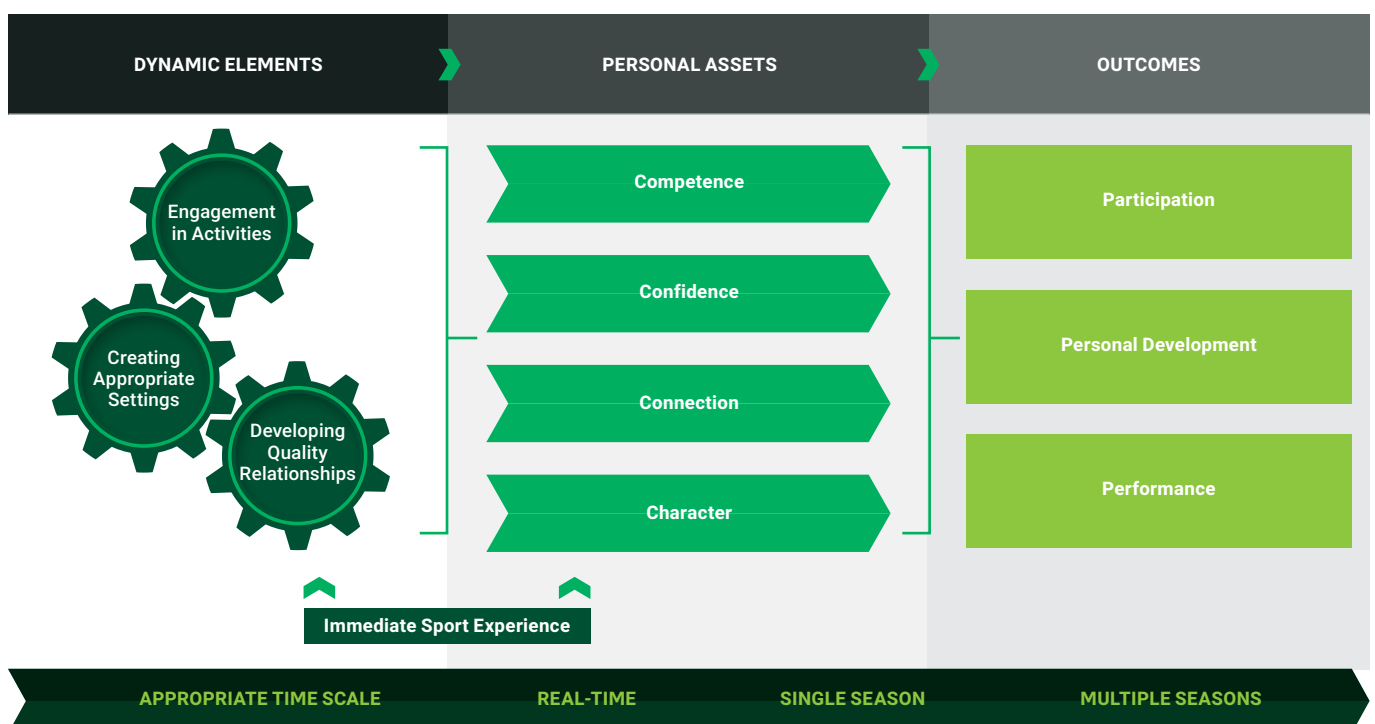 DYNAMIC ELEMENTS
PERSONAL ASSETS
OUTCOMES
Engagement
in Activities
Creating
Appropriate
Settings
Developing
Quality
Relationships
Competence
Confidence
Connection
Character
Participation
Personal Development
Performance
Immediate Sport Experience
APPROPRIATE TIME SCALE
REAL-TIME
SINGLE SEASON
MULTIPLE SEASONS